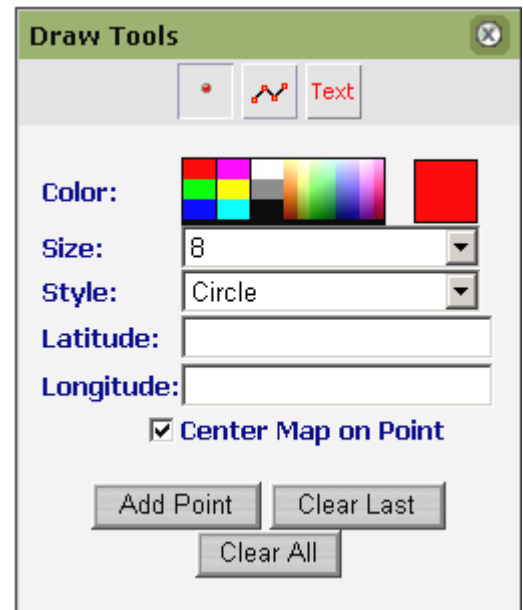 Draw Tools
Text
Color:
Size: 8
Style: Circle
Latitude:
Longitude:
Center Map on Point
Add Point Clear Last
Clear All